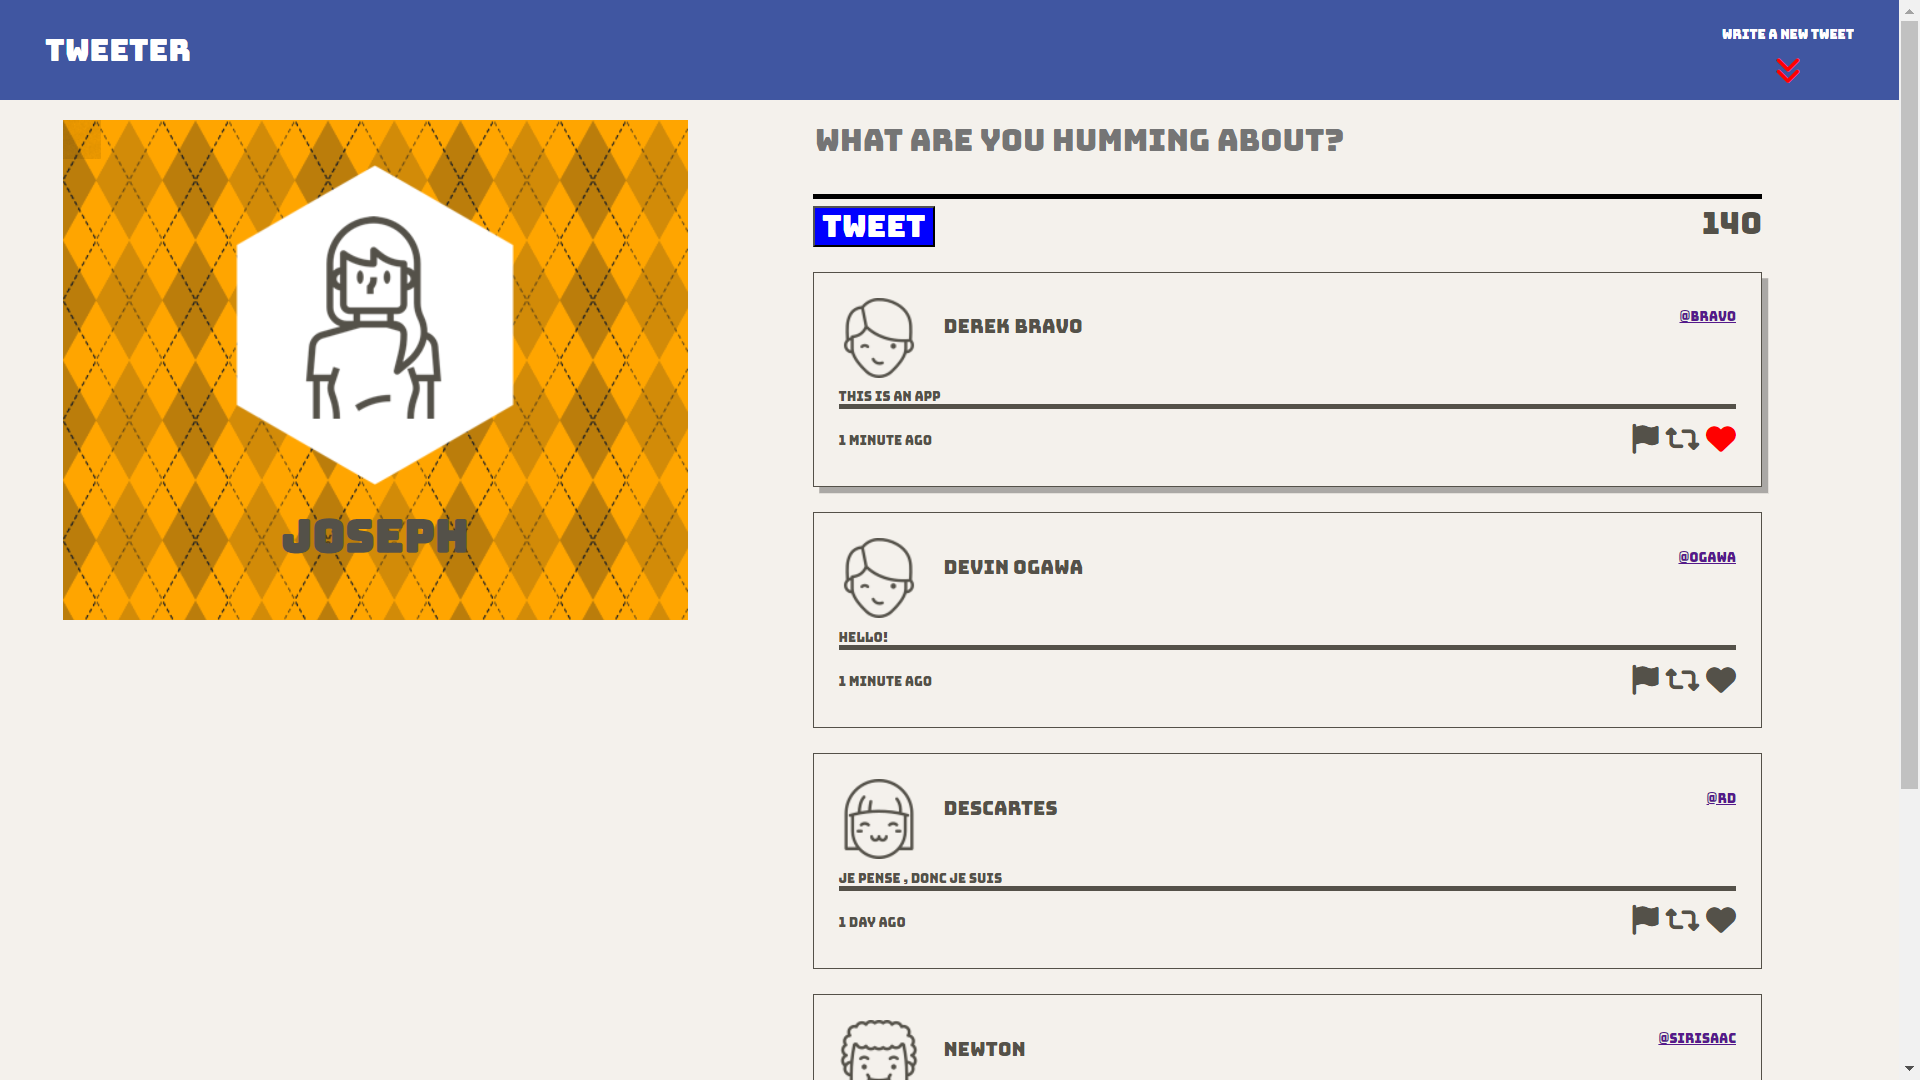 TWEETER
WRITE A NEW TWEET
JOSEPH
WHAT ARE YOU HUMMING ABOUT?
TWEET
140
DEREK BRAVO
@BRAVO
THIS IS AN APP
1 MINUTE AGO
DEVIN OGAWA
@OGAWA
HELLO!
1 MINUTE AGO
DESCARTES
@RD
JE PENSE , DONC JE SUIS
1 DAY AGO
NEWTON
@SIRISAAC